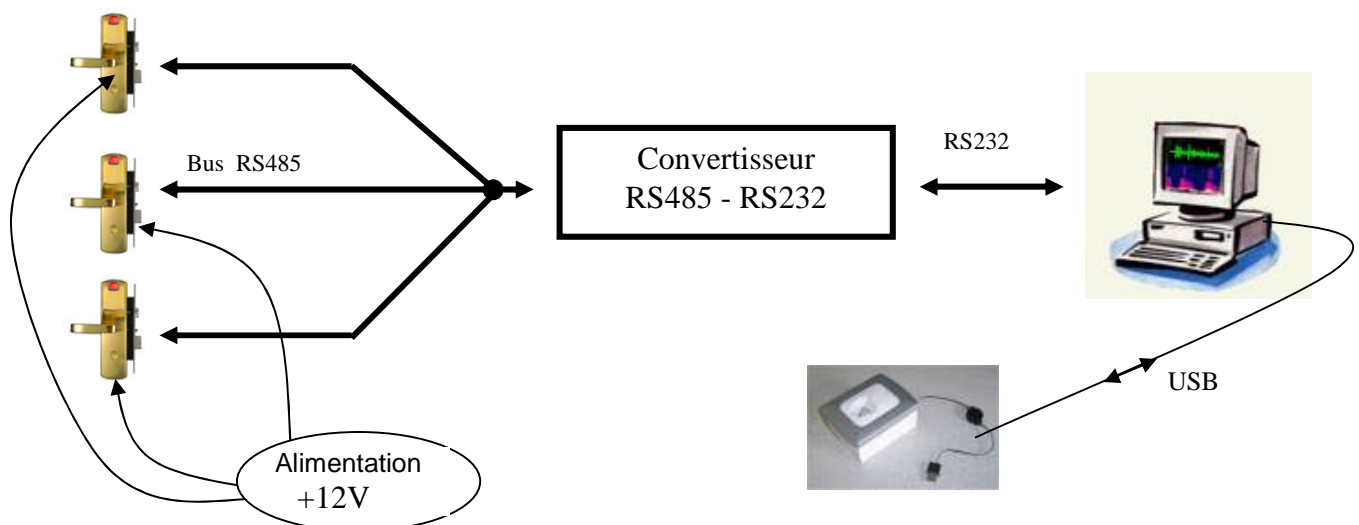 Bus RS485
Convertisseur
RS485 - RS232
RS232
USB
Alimentation
+12V